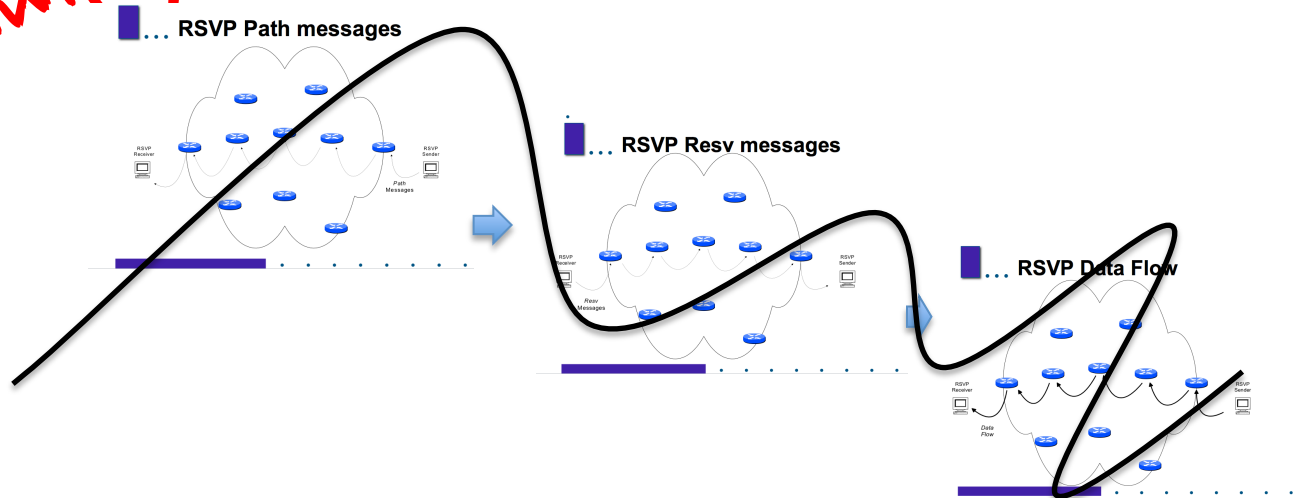 ... RSVP Path messages
RSVP
Receiver
RSVP
Sender
Path
Messages
... RSVP Resv messages
RSVP
Receiver
RSVP
Sender
Resv
Messages
... RSVP Data Flow
RSVP
Receiver
RSVP
Sender
Data
Flow